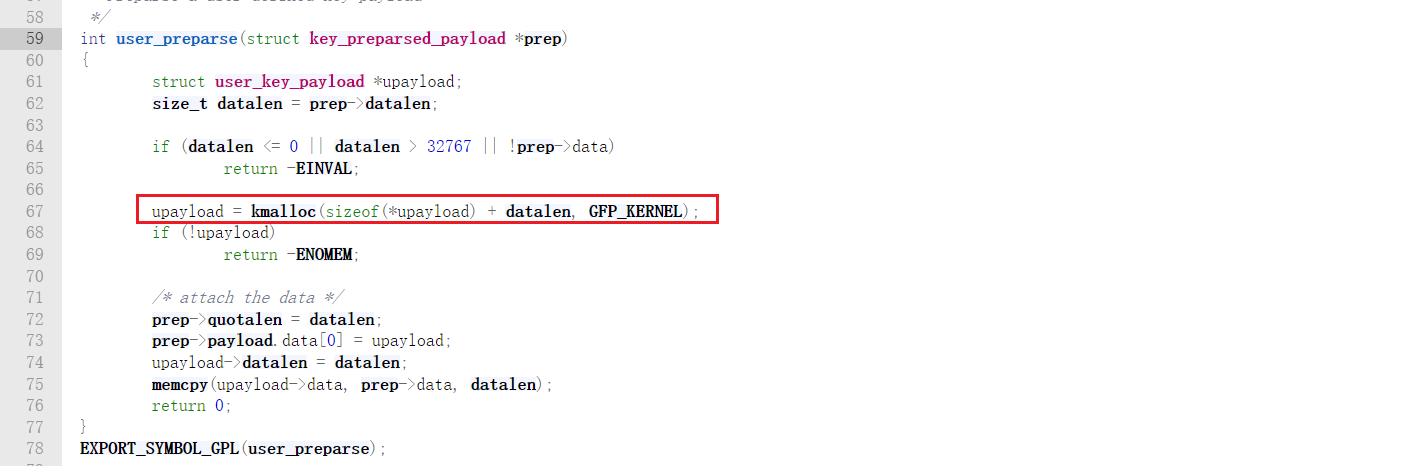 58 */
59 int user_preparse(struct key_preparsed_payload *prep)
60 {
61 struct user_key_payload *upayload;
62 size_t datalen = prep->datalen;
63
64 if (datalen <= 0 || datalen > 32767 || !prep->data)
65 return -EINVAL;
66
67 upayload = kmalloc(sizeof(*upayload) + datalen, GFP_KERNEL);
68 if (!upayload)
69 return -ENOMEM;
70
71 /* attach the data */
72 prep->quotalen = datalen;
73 prep->payload.data[0] = upayload;
74 upayload->datalen = datalen;
75 memcpy(upayload->data, prep->data, datalen);
76 return 0;
77 }
78 EXPORT_SYMBOL_GPL(user_preparse);